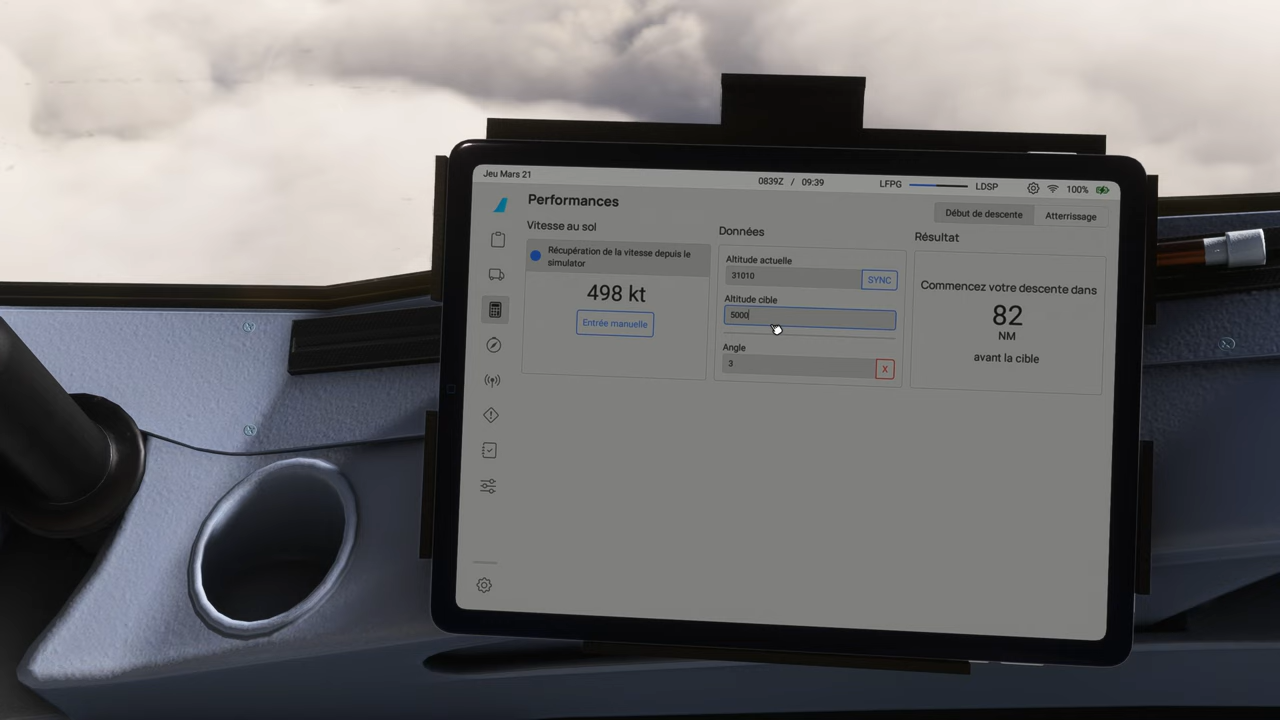 Jeu Mars 21
0839Z / 09:39
LFPG
LDSP
100%
Performances
Début de descente
Atterrissage
Vitesse au sol
Récupération de la vitesse depuis le
simulator
498 kt
Entrée manuelle
Données
Altitude actuelle
31010
SYNC
Altitude cible
5000
Angle
3
X
Résultat
Commencez votre descente dans
82
NM
avant la cible